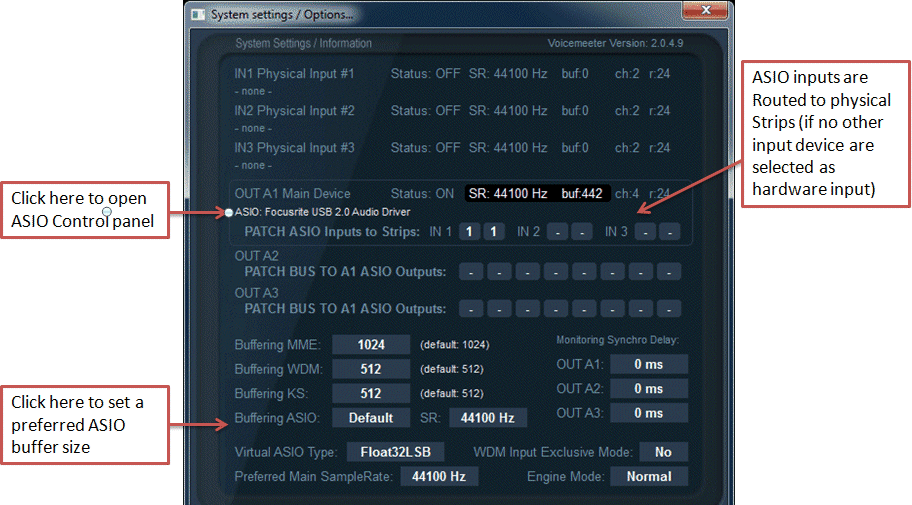 System settings / Options...
System Settings / Information Voicemeeter Version: 2.0.4.9
IN1 Physical Input #1 Status: OFF SR: 44100 Hz buf:0 ch:2 r:24
- none -
IN2 Physical Input #2 Status: OFF SR: 44100 Hz buf:0 ch:2 r:24
- none -
IN3 Physical Input #3 Status: OFF SR: 44100 Hz buf:0 ch:2 r:24
- none -
OUT A1 Main Device Status: ON SR: 44100 Hz buf:442 ch:4 r:24
ASIO: Focusrite USB 2.0 Audio Driver
PATCH ASIO Inputs to Strips: IN 1 1 1 IN 2 - - IN 3 - -
OUT A2
PATCH BUS TO A1 ASIO Outputs: - - - - - - - -
OUT A3
PATCH BUS TO A1 ASIO Outputs: - - - - - - - -
Buffering MME: 1024 (default: 1024)
Buffering WDM: 512 (default: 512)
Buffering KS: 512 (default: 512)
Buffering ASIO: Default SR: 44100 Hz
Monitoring Synchro Delay:
OUT A1: 0 ms
OUT A2: 0 ms
OUT A3: 0 ms
Virtual ASIO Type: Float32LSB WDM Input Exclusive Mode: No
Preferred Main SampleRate: 44100 Hz Engine Mode: Normal
Click here to open
ASIO Control panel
Click here to set a
preferred ASIO
buffer size
ASIO inputs are
Routed to physical
Strips (if no other
input device are
selected as
hardware input)